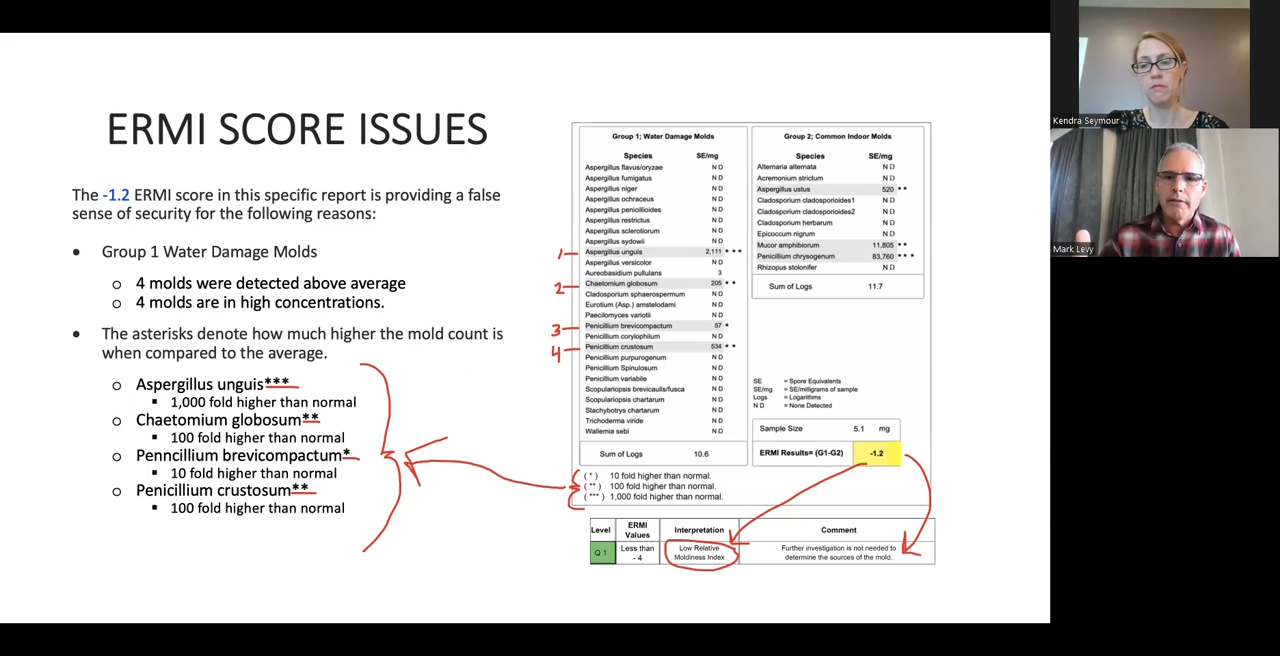 ERMI SCORE ISSUES
The -1.2 ERMI score in this specific report is providing a false
sense of security for the following reasons:
• Group 1 Water Damage Molds
o 4 molds were detected above average
o 4 molds are in high concentrations.
• The asterisks denote how much higher the mold count is
when compared to the average.
o Aspergillus unguis***
▪ 1,000 fold higher than normal
o Chaetomium globosum**
▪ 100 fold higher than normal
o Penncillium brevicompactum*
▪ 10 fold higher than normal
o Penicillium crustosum**
▪ 100 fold higher than normal
Group 1; Water Damage Molds
Species SE/mg
Aspergillus flavus/oryzae ND
Aspergillus fumigatus ND
Aspergillus niger ND
Aspergillus ochraceus ND
Aspergillus penicillioides ND
Aspergillus restrictus ND
Aspergillus sclerotiorum ND
Aspergillus sydowii ND
1 Aspergillus unguis 2,111 * * *
Aspergillus versicolor ND
Aureobasidium pullulans 3
2 Chaetomium globosum 205 * *
Cladosporium sphaerospermum ND
Eurotium (Asp.) amstelodami ND
Paecilomyces variotii ND
3 Penicillium brevicompactum 57 *
Penicillium corylophilum ND
4 Penicillium crustosum 534 * *
Penicillium purpurogenum ND
Penicillium Spinulosum ND
Penicillium variabile ND
Scopulariopsis brevicaulis/fusca ND
Scopulariopsis chartarum ND
Stachybotrys chartarum ND
Trichoderma viride ND
Wallemia sebi ND
Sum of Logs 10.6
Group 2; Common Indoor Molds
Species SE/mg
Alternaria alternata ND
Acremonium strictum ND
Aspergillus ustus 520 * *
Cladosporium cladosporioides1 ND
Cladosporium cladosporioides2 ND
Cladosporium herbarum ND
Epicoccum nigrum ND
Mucor amphibiorum 11,805 * *
Penicillium chrysogenum 83,760 * * *
Rhizopus stolonifer ND
Sum of Logs 11.7
SE = Spore Equivalents
SE/mg = SE/milligrams of sample
Logs = Logarithms
ND = None Detected
Sample Size 5.1 mg
ERMI Results= (G1-G2) -1.2
(*) 10 fold higher than normal.
(**) 100 fold higher than normal.
(***) 1,000 fold higher than normal.
Level ERMI Values Interpretation Comment
Q 1 Less than - 4 Low Relative Moldiness Index Further investigation is not needed to determine the sources of the mold.
Kendra Seymour
Mark Levy